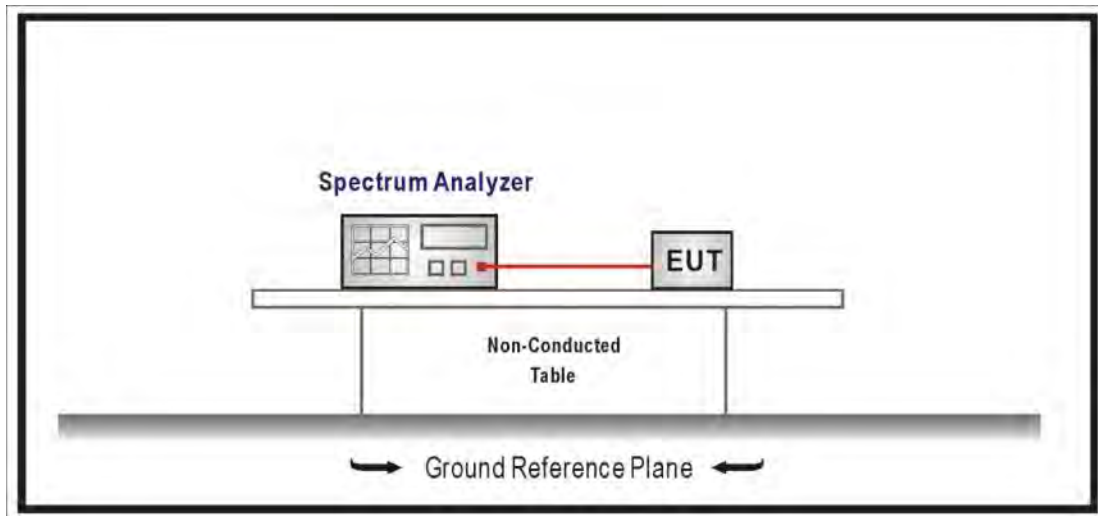 Spectrum Analyzer
EUT
Non-Conducted
Table
Ground Reference Plane